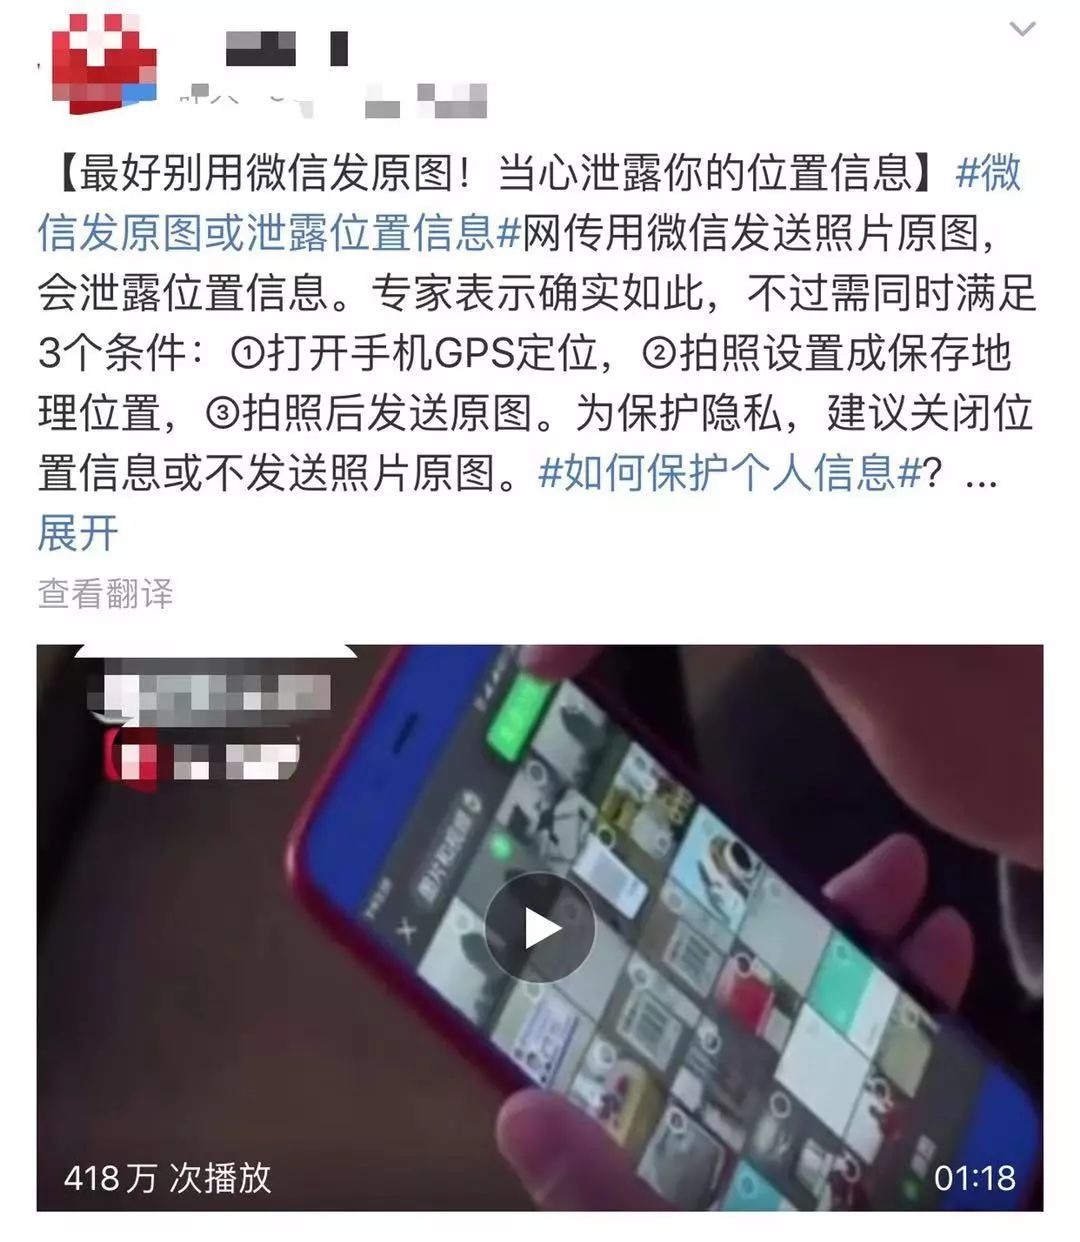 【最好别用微信发原图！当心泄露你的位置信息】#微
信发原图或泄露位置信息#网传用微信发送照片原图，
会泄露位置信息。专家表示确实如此，不过需同时满足
3个条件：①打开手机GPS定位，②拍照设置成保存地
理位置，③拍照后发送原图。为保护隐私，建议关闭位
置信息或不发送照片原图。#如何保护个人信息#？...
展开
查看翻译
图片和视频
418万 次播放
01:18